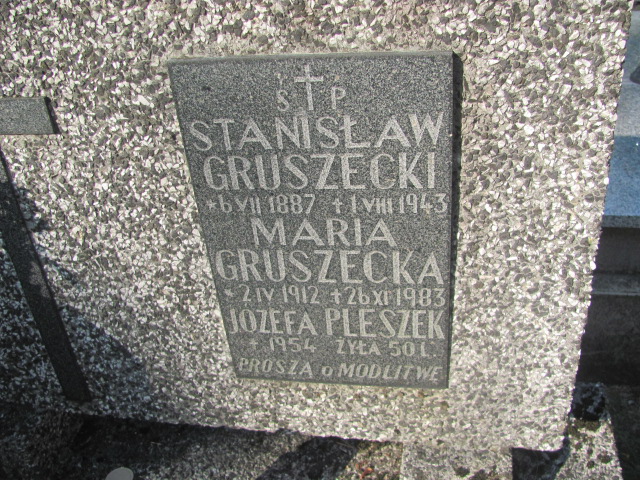 Ś † P
STANISŁAW
GRUSZECKI
*6 VII 1887 +1 VIII 1943
MARIA
GRUSZECKA
*2 IV 1912 +26 XI 1983
JÓZEFA PLESZEK
+ 1954 ŻYŁA 50 L.
PROSZĄ O MODLITWĘ